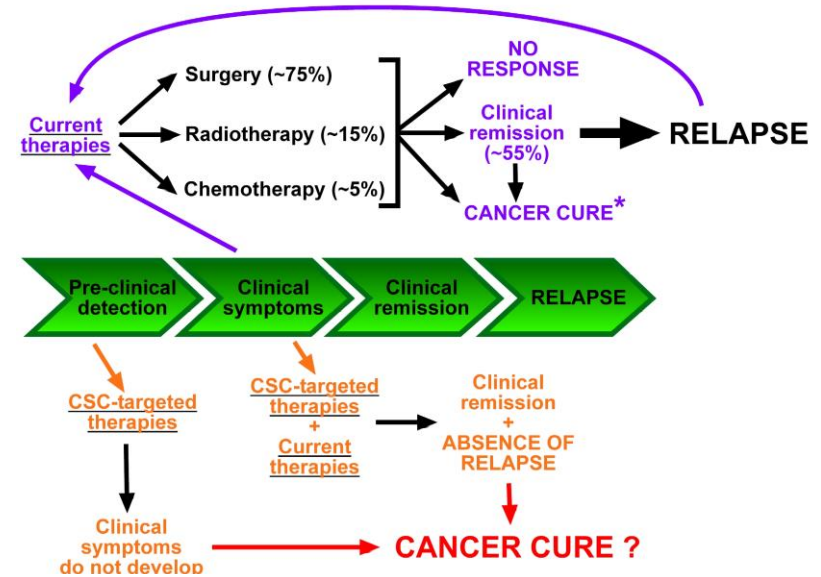 NO
RESPONSE
Surgery (~75%)
Current
therapies
Radiotherapy (~15%)
Clinical
remission
(~55%)
RELAPSE
Chemotherapy (~5%)
CANCER CURE*
Pre-clinical
detection
Clinical
symptoms
Clinical
remission
RELAPSE
CSC-targeted
therapies
CSC-targeted
therapies
+
Current
therapies
Clinical
remission
+
ABSENCE OF
RELAPSE
Clinical
symptoms
do not develop
CANCER CURE ?